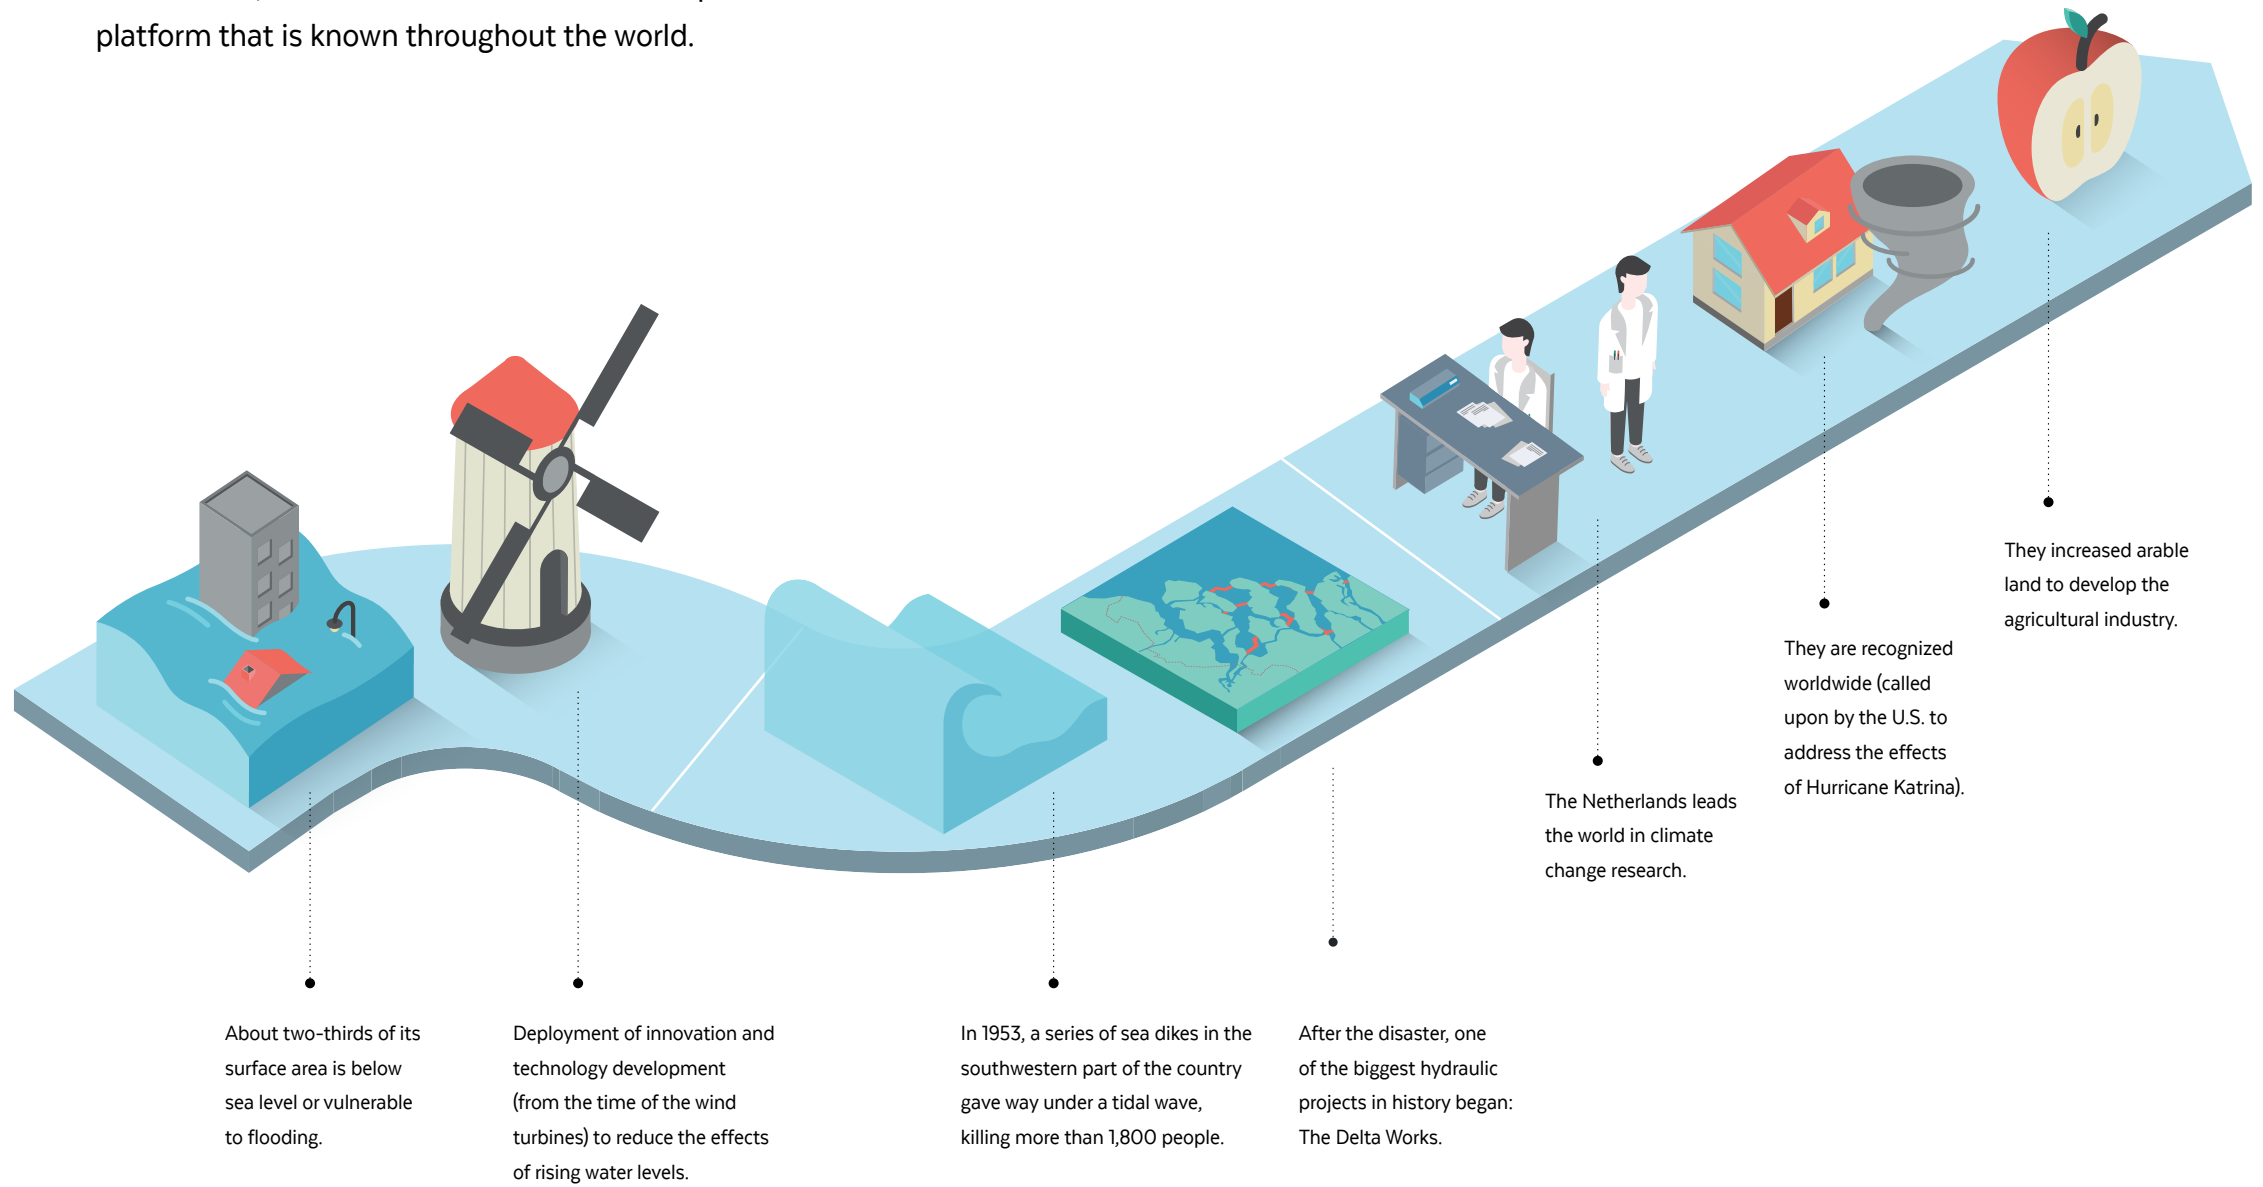 platform that is known throughout the world.
About two-thirds of its
surface area is below
sea level or vulnerable
to flooding.
Deployment of innovation and
technology development
(from the time of the wind
turbines) to reduce the effects
of rising water levels.
In 1953, a series of sea dikes in the
southwestern part of the country
gave way under a tidal wave,
killing more than 1,800 people.
After the disaster, one
of the biggest hydraulic
projects in history began:
The Delta Works.
The Netherlands leads
the world in climate
change research.
They are recognized
worldwide (called
upon by the U.S. to
address the effects
of Hurricane Katrina).
They increased arable
land to develop the
agricultural industry.